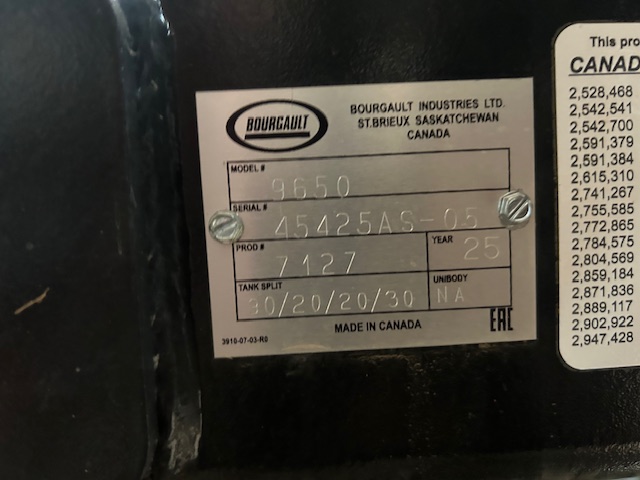 BOURGAULT
BOURGAULT INDUSTRIES LTD.
ST.BRIEUX SASKATCHEWAN
CANADA
MODEL #
9650
SERIAL #
45425AS-05
PROD #
7127
YEAR
25
TANK SPLIT
30/20/20/30
UNIBODY
NA
MADE IN CANADA
EAC
3910-07-03-R0
This pro
CANAD
2,528,468
2,542,541
2,542,700
2,591,379
2,591,384
2,615,310
2,741,267
2,755,585
2,772,865
2,784,575
2,804,569
2,859,184
2,871,836
2,889,117
2,902,922
2,947,428